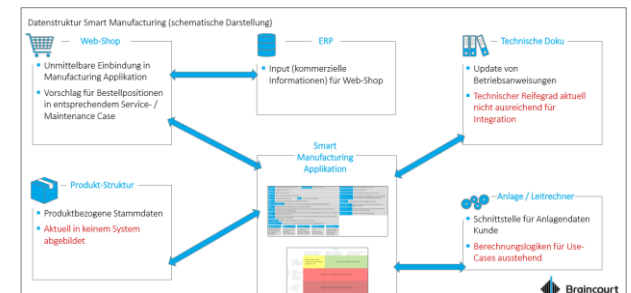 Datenstruktur Smart Manufacturing (schematische Darstellung)
Web-Shop
Unmittelbare Einbindung in
Manufacturing Applikation
Vorschlag für Bestellpositionen
in entsprechendem Service- /
Maintenance Case
ERP
Input (kommerzielle
Informationen) für Web-Shop
Technische Doku
Update von
Betriebsanweisungen
Technischer Reifegrad aktuell
nicht ausreichend für
Integration
Smart
Manufacturing
Applikation
Produkt-Struktur
Produktbezogene Stammdaten
Aktuell in keinem System
abgebildet
Anlage / Leitrechner
Schnittstelle für Anlagendaten
Kunde
Berechnungslogiken für Use-
Cases ausstehend
Braincourt